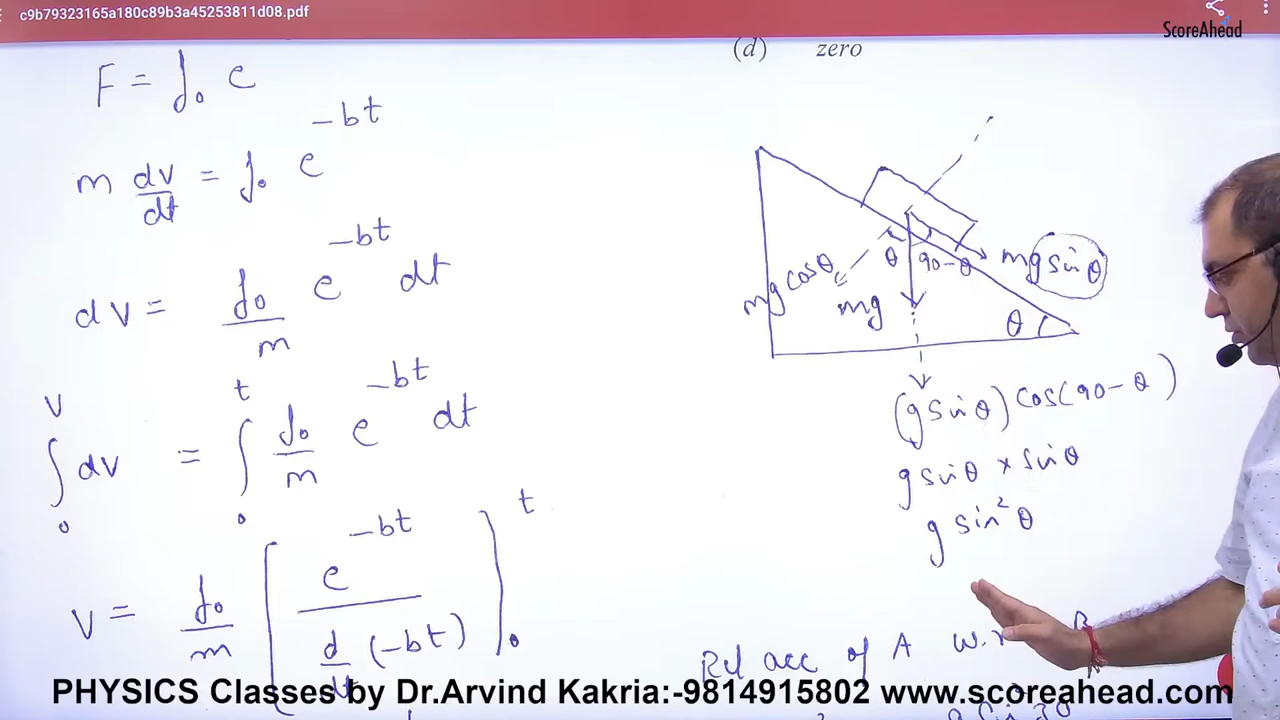 c9b79323165a180c89b3a45253811d08.pdf
ScoreAhead
(d) zero
F = f₀ e^{-bt}
m dv/dt = f₀ e^{-bt}
dv = f₀/m e^{-bt} dt
∫₀^v dv = ∫₀^t f₀/m e^{-bt} dt
v = f₀/m [ e^{-bt} / d/dt (-bt) ]₀^t
mg cosθ
θ
90-θ
mg sinθ
mg
θ
(g sinθ) cos(90-θ)
g sinθ × sinθ
g sin²θ
Rel acc of A w.r
g sin 30
PHYSICS Classes by Dr.Arvind Kakria:-9814915802 www.scoreahead.com